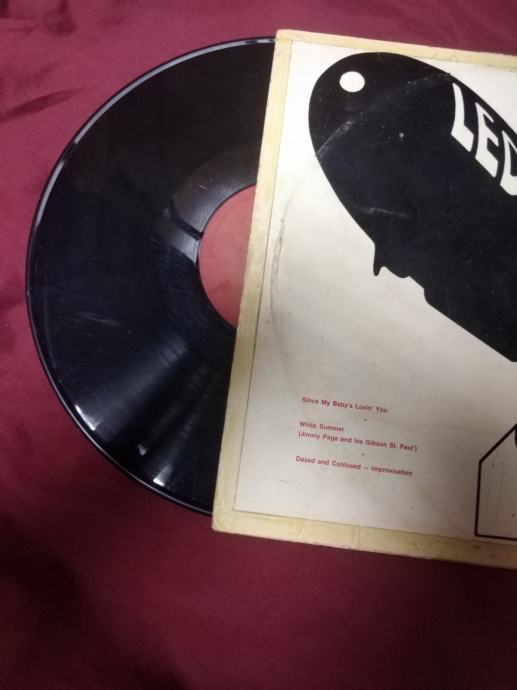 LED
Since My Baby's Lovin' You
White Summer
(Jimmy Page and his Gibson St. Paul')
Dazed and Confused – Improvisation